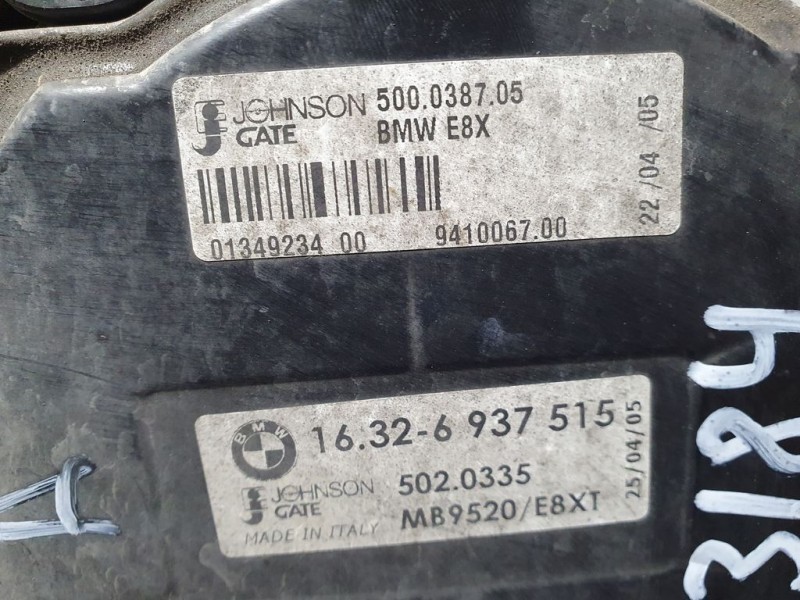 JOHNSON
GATE
500.0387.05
BMW E8X
01349234 00
9410067.00
22/04 /05
BMW
16.32-6 937 515
JOHNSON
GATE
502.0335
MB9520/E8XT
MADE IN ITALY
25/04/05
A
3184